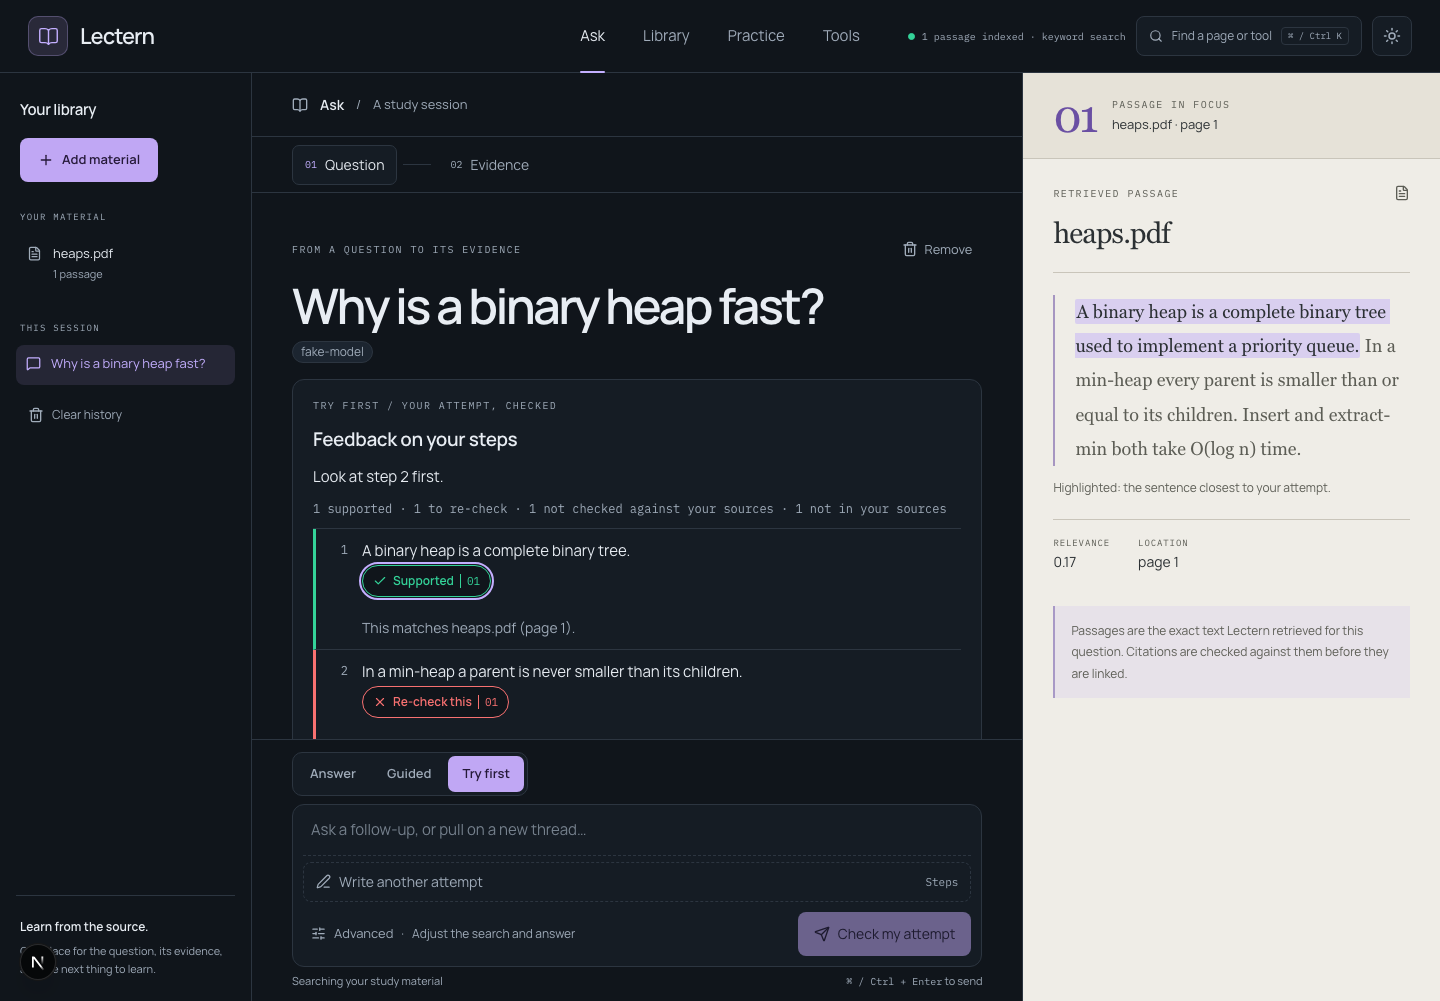 Lectern
Ask
Library
Practice
Tools
1 passage indexed · keyword search
Find a page or tool
⌘ / Ctrl K
Your library
Add material
YOUR MATERIAL
heaps.pdf
1 passage
THIS SESSION
Why is a binary heap fast?
Clear history
Learn from the source.
ace for the question, its evidence,
next thing to learn.
N
Ask / A study session
01 Question
02 Evidence
FROM A QUESTION TO ITS EVIDENCE
Remove
Why is a binary heap fast?
fake-model
TRY FIRST / YOUR ATTEMPT, CHECKED
Feedback on your steps
Look at step 2 first.
1 supported · 1 to re-check · 1 not checked against your sources · 1 not in your sources
1 A binary heap is a complete binary tree.
Supported | 01
This matches heaps.pdf (page 1).
2 In a min-heap a parent is never smaller than its children.
Re-check this | 01
Answer
Guided
Try first
Ask a follow-up, or pull on a new thread...
Write another attempt
Steps
Advanced · Adjust the search and answer
Check my attempt
Searching your study material
⌘ / Ctrl + Enter to send
01
PASSAGE IN FOCUS
heaps.pdf · page 1
RETRIEVED PASSAGE
heaps.pdf
A binary heap is a complete binary tree
used to implement a priority queue. In a
min-heap every parent is smaller than or
equal to its children. Insert and extract-
min both take O(log n) time.
Highlighted: the sentence closest to your attempt.
RELEVANCE
0.17
LOCATION
page 1
Passages are the exact text Lectern retrieved for this
question. Citations are checked against them before they
are linked.